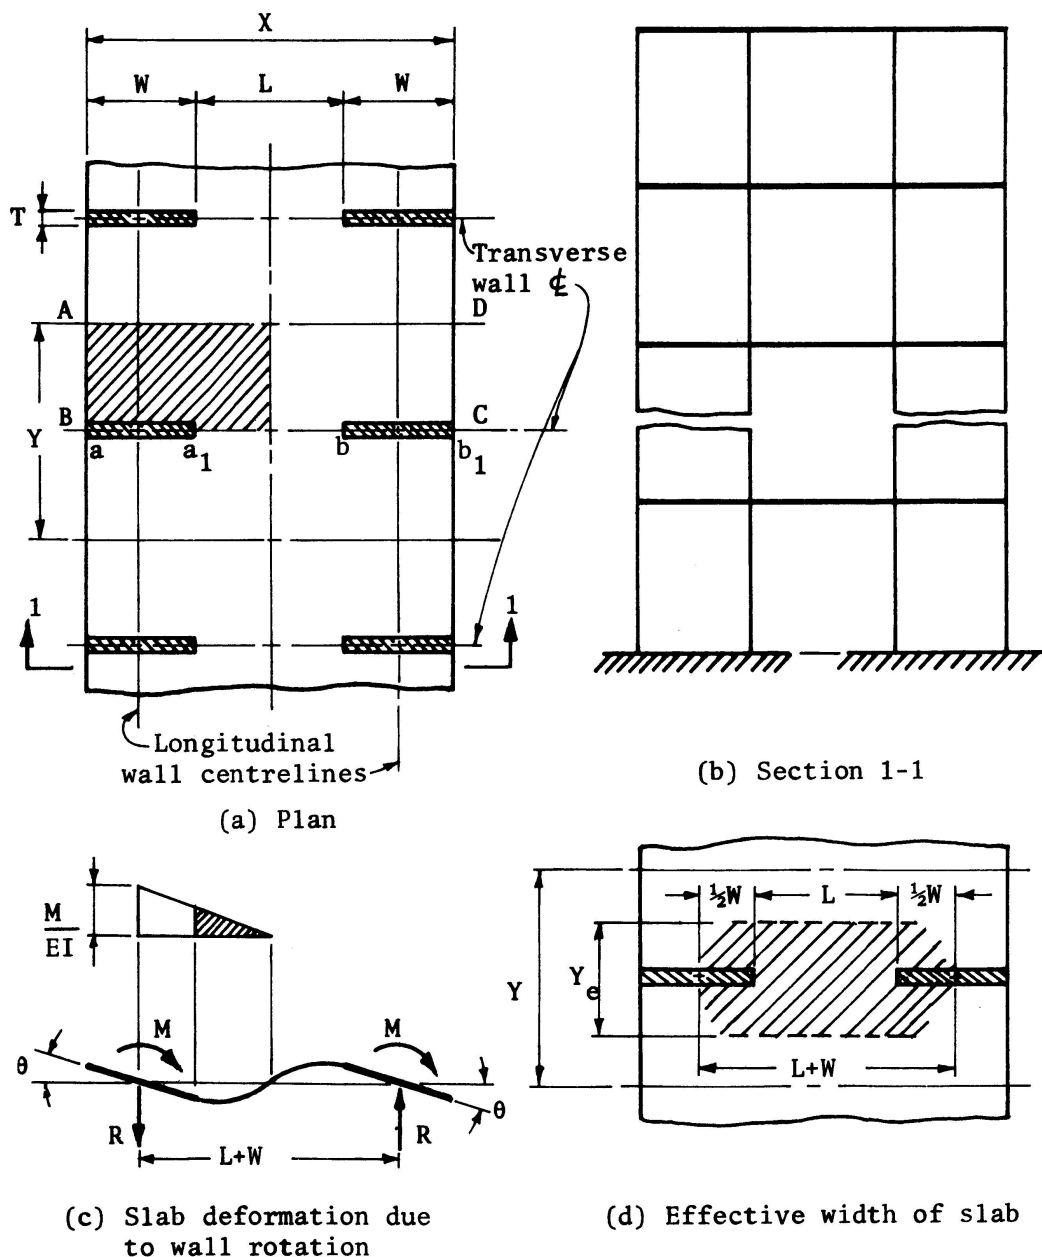 X
W L W
T
Transverse
wall ℄
A D
B C
Y
a a1 b b1
1 1
Longitudinal
wall centrelines
(a) Plan
(b) Section 1-1
M
EI
M M
θ
θ
R R
L+W
(c) Slab deformation due
to wall rotation
½W L ½W
Y
Ye
L+W
(d) Effective width of slab